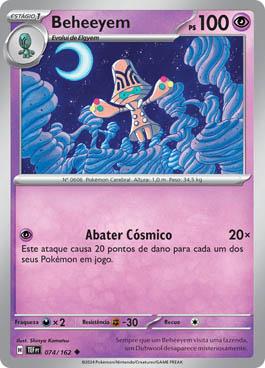 ESTÁGIO 1
Beheeyem
PS 100
Evolui de Elgyem
Nº 0606 Pokémon Cerebral Altura: 1,0 m Peso: 34,5 kg
Abater Cósmico 20×
Este ataque causa 20 pontos de dano para cada um dos
seus Pokémon em jogo.
Fraqueza ×2 Resistência -30 Recuo
Ilust. Shinya Komatsu
Sempre que um Beheeyem visita uma fazenda,
um Dubwool desaparece misteriosamente.
H TEF PT 074/162
©2024 Pokémon/Nintendo/Creatures/GAME FREAK